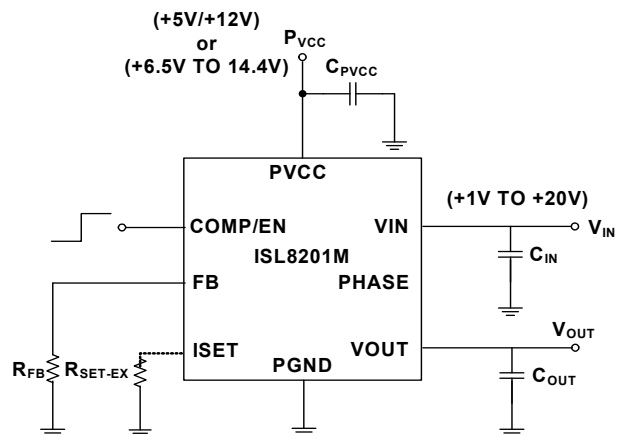 (+5V/+12V)
or
(+6.5V TO 14.4V)
PVCC
CPVCC
PVCC
(+1V TO +20V)
COMP/EN
VIN
VIN
ISL8201M
CIN
FB
PHASE
VOUT
ISET
VOUT
RFB
RSET-EX
PGND
COUT